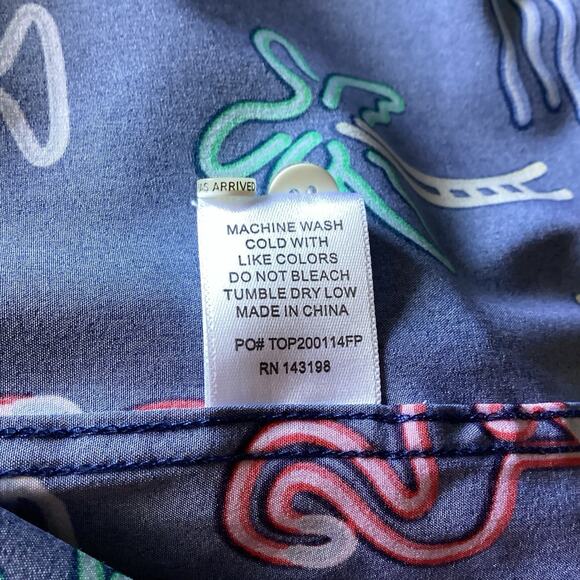 AS ARRIVED
MACHINE WASH
COLD WITH
LIKE COLORS
DO NOT BLEACH
TUMBLE DRY LOW
MADE IN CHINA
PO# TOP200114FP
RN 143198